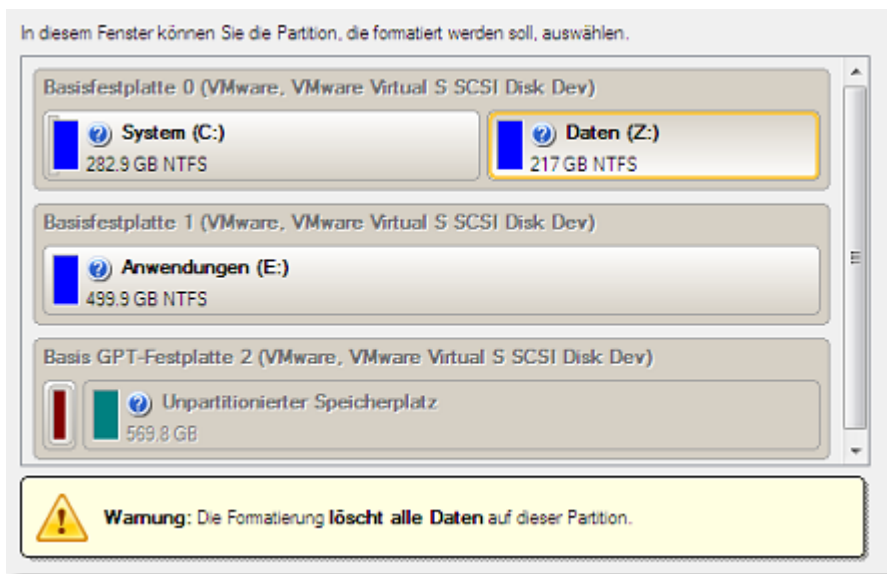 In diesem Fenster können Sie die Partition, die formatiert werden soll, auswählen.
Basisfestplatte 0 (VMware, VMware Virtual S SCSI Disk Dev)
System (C:)
282.9 GB NTFS
Daten (Z:)
217 GB NTFS
Basisfestplatte 1 (VMware, VMware Virtual S SCSI Disk Dev)
Anwendungen (E:)
499.9 GB NTFS
Basis GPT-Festplatte 2 (VMware, VMware Virtual S SCSI Disk Dev)
Unpartitionierter Speicherplatz
569.8 GB
Warnung: Die Formatierung löscht alle Daten auf dieser Partition.